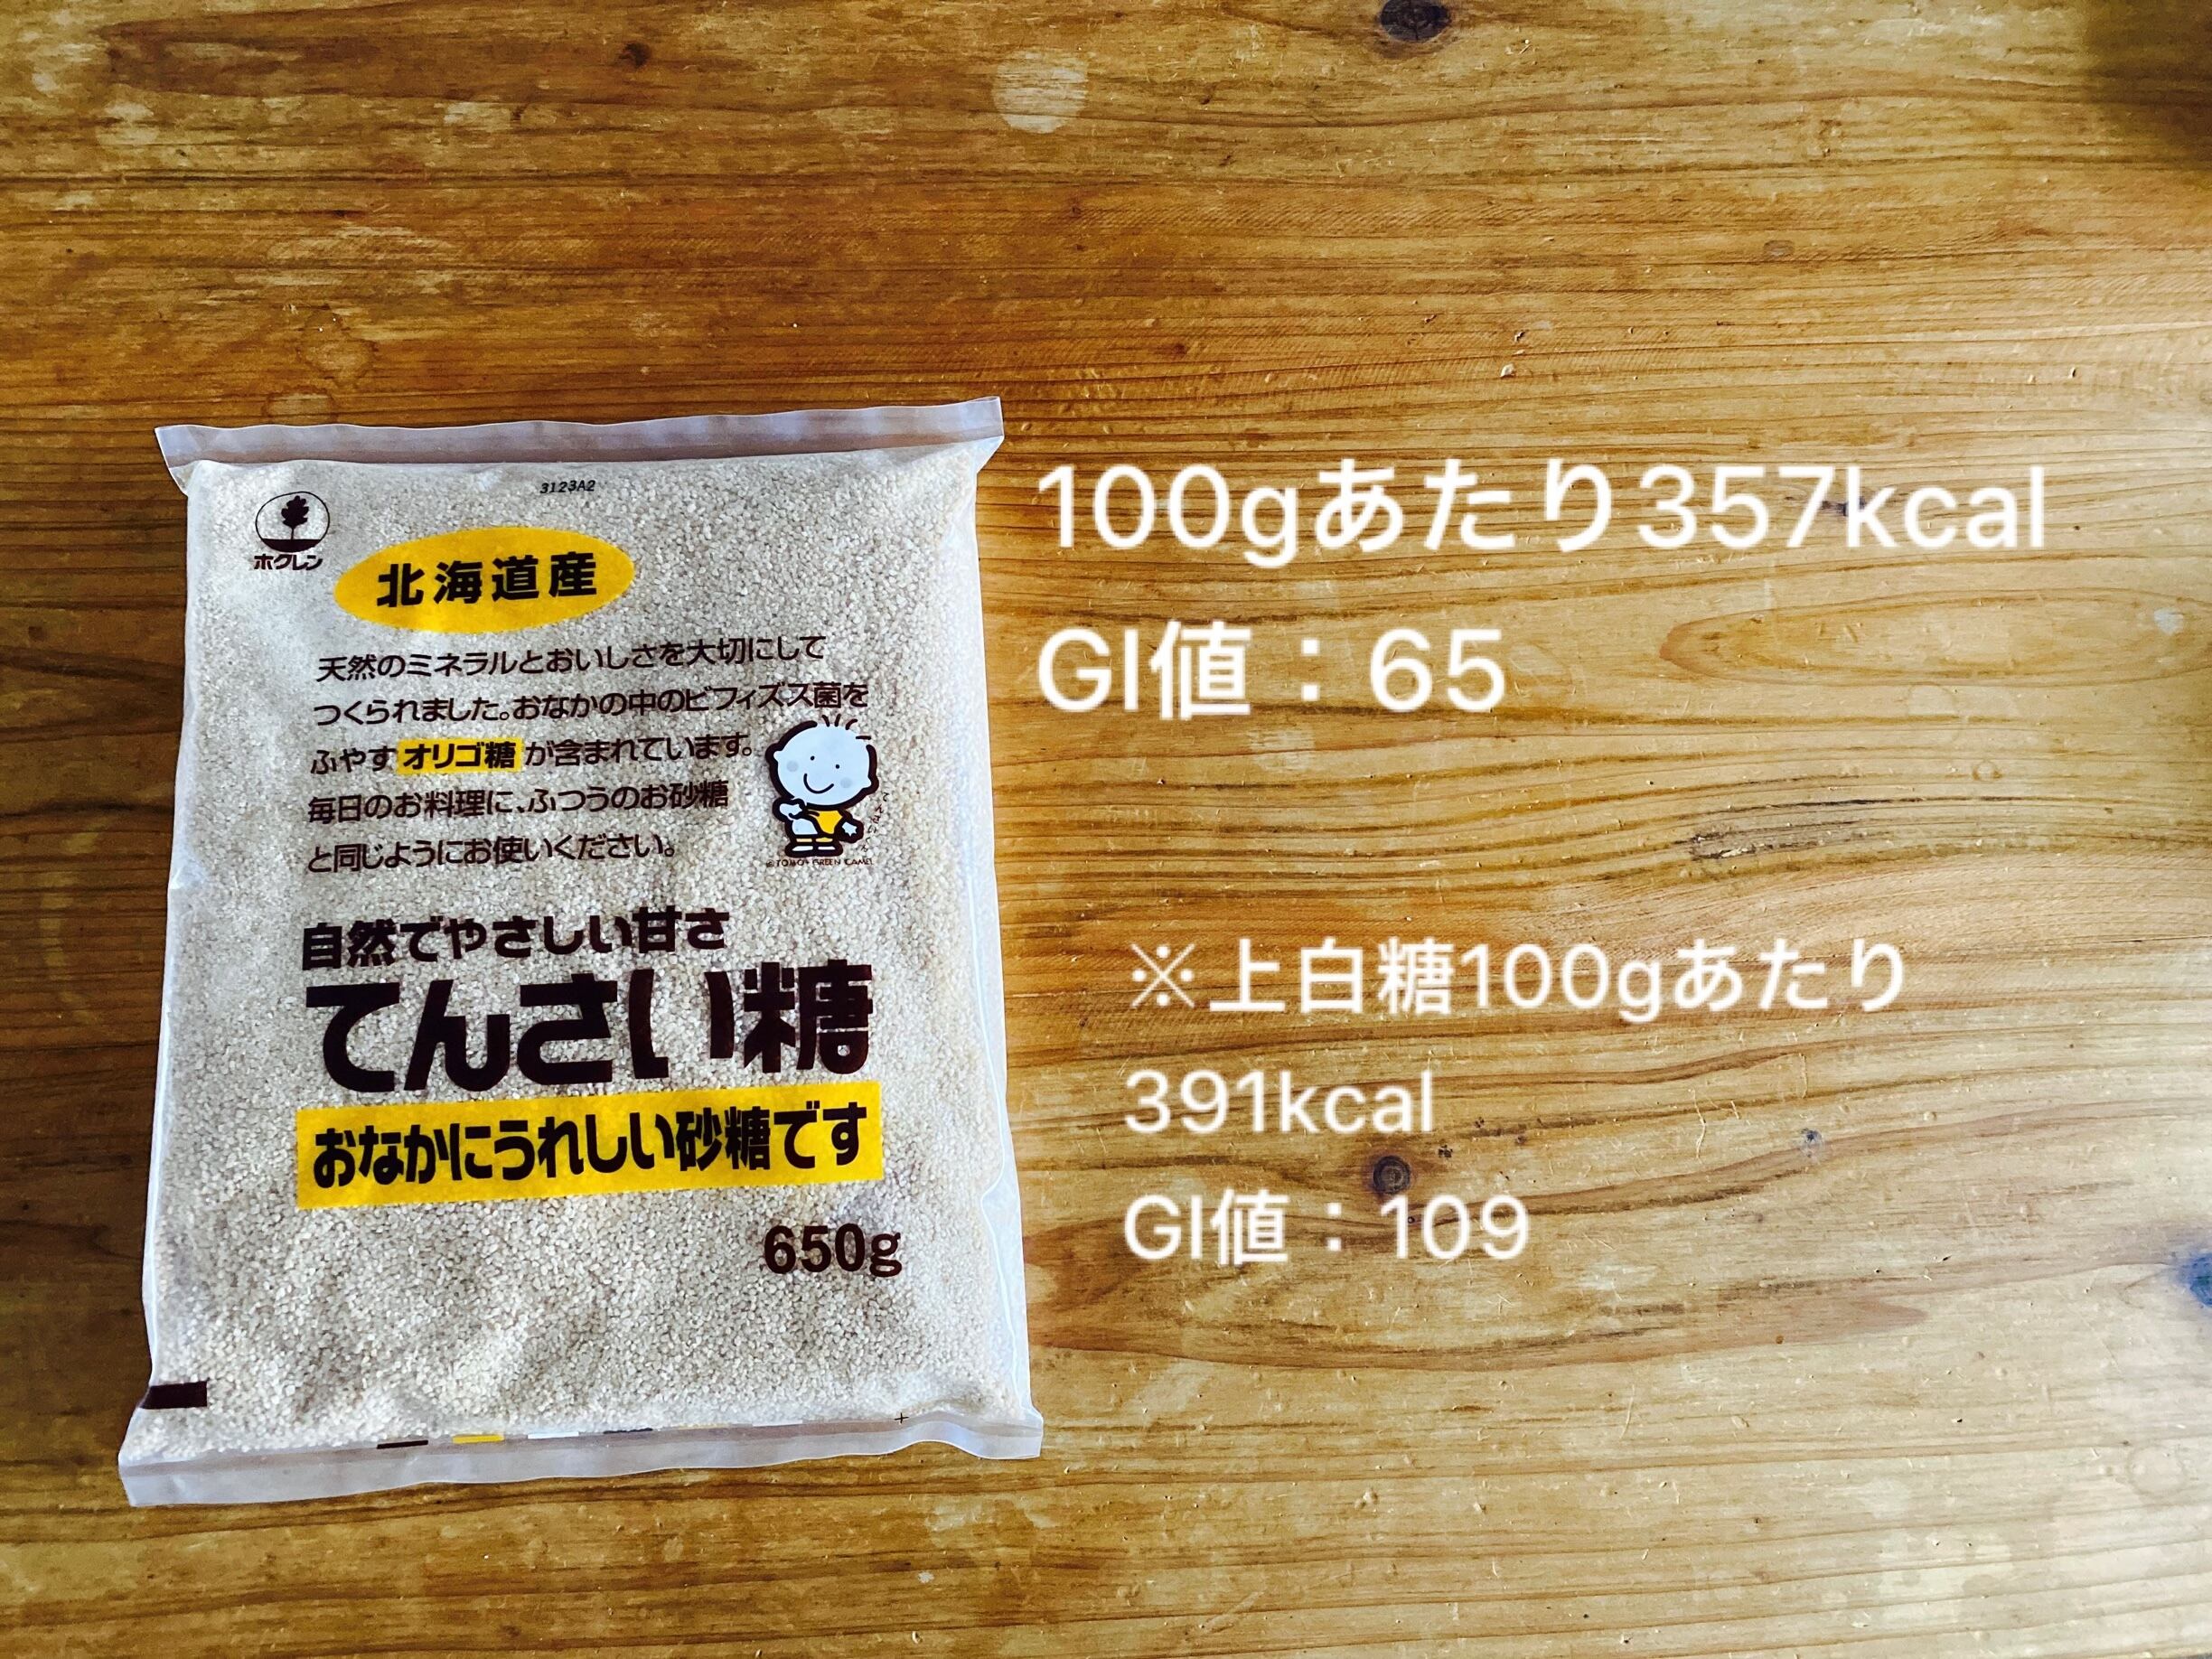 3123A2
ホクレン
北海道産
天然のミネラルとおいしさを大切にして
つくられました。おなかの中のビフィズス菌を
ふやすオリゴ糖が含まれています。
毎日のお料理に、ふつうのお砂糖
と同じようにお使いください。
自然でやさしい甘さ
てんさい糖
おなかにうれしい砂糖です
650g
100gあたり357kcal
GI値：65
※上白糖100gあたり
391kcal
GI値：109